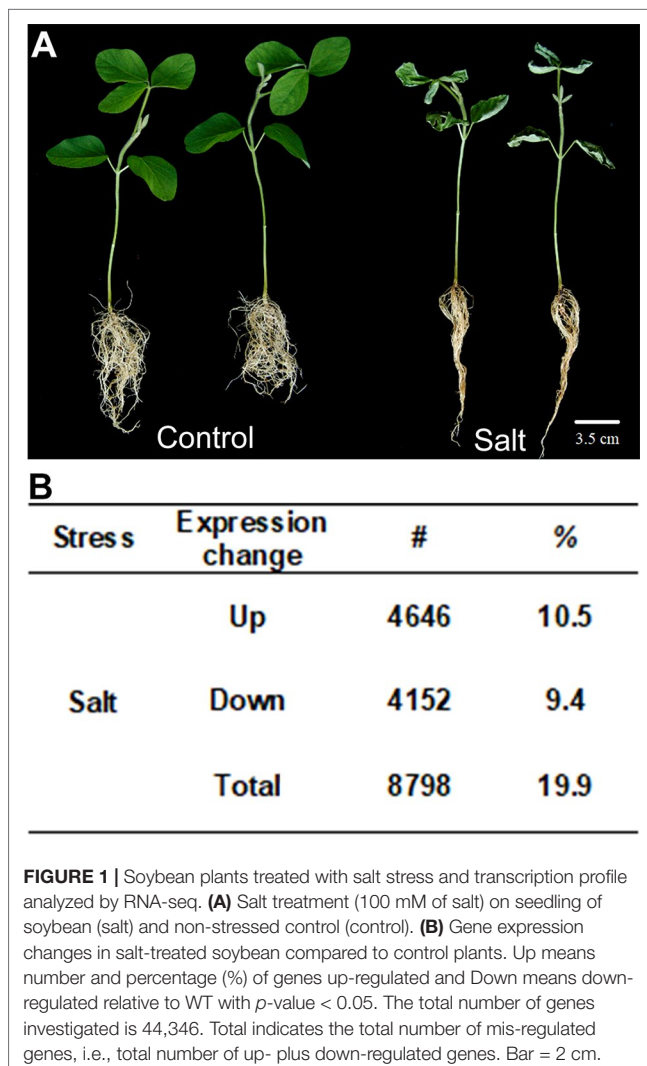 A
Control
Salt
3.5 cm
B
Stress Expression change # %
Up 4646 10.5
Salt Down 4152 9.4
Total 8798 19.9
FIGURE 1 | Soybean plants treated with salt stress and transcription profile
analyzed by RNA-seq. (A) Salt treatment (100 mM of salt) on seedling of
soybean (salt) and non-stressed control (control). (B) Gene expression
changes in salt-treated soybean compared to control plants. Up means
number and percentage (%) of genes up-regulated and Down means down-
regulated relative to WT with p-value < 0.05. The total number of genes
investigated is 44,346. Total indicates the total number of mis-regulated
genes, i.e., total number of up- plus down-regulated genes. Bar = 2 cm.